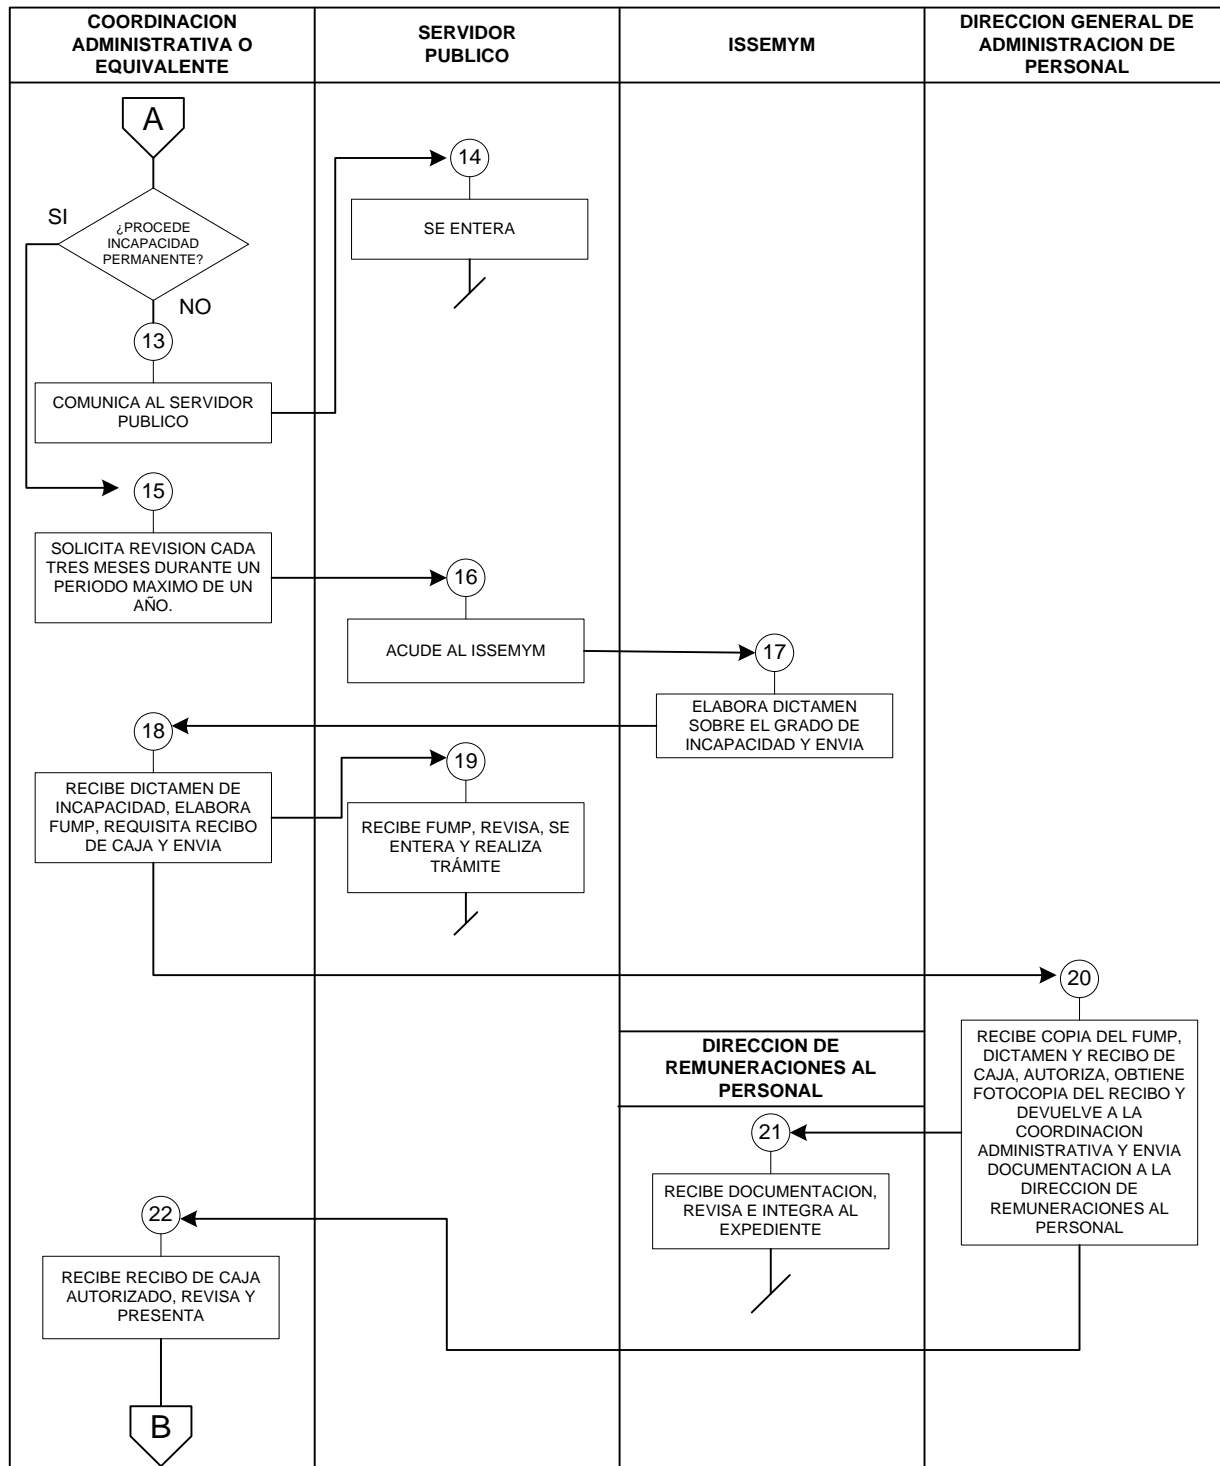 COORDINACION
ADMINISTRATIVA O
EQUIVALENTE
SERVIDOR
PUBLICO
ISSEMYM
DIRECCION GENERAL DE
ADMINISTRACION DE
PERSONAL
A
SI
¿PROCEDE
INCAPACIDAD
PERMANENTE?
NO
13
COMUNICA AL SERVIDOR
PUBLICO
14
SE ENTERA
15
SOLICITA REVISION CADA
TRES MESES DURANTE UN
PERIODO MAXIMO DE UN
AÑO.
16
ACUDE AL ISSEMYM
17
ELABORA DICTAMEN
SOBRE EL GRADO DE
INCAPACIDAD Y ENVIA
18
RECIBE DICTAMEN DE
INCAPACIDAD, ELABORA
FUMP, REQUISITA RECIBO
DE CAJA Y ENVIA
19
RECIBE FUMP, REVISA, SE
ENTERA Y REALIZA
TRÁMITE
20
RECIBE COPIA DEL FUMP,
DICTAMEN Y RECIBO DE
CAJA, AUTORIZA, OBTIENE
FOTOCOPIA DEL RECIBO Y
DEVUELVE A LA
COORDINACION
ADMINISTRATIVA Y ENVIA
DOCUMENTACION A LA
DIRECCION DE
REMUNERACIONES AL
PERSONAL
DIRECCION DE
REMUNERACIONES AL
PERSONAL
21
RECIBE DOCUMENTACION,
REVISA E INTEGRA AL
EXPEDIENTE
22
RECIBE RECIBO DE CAJA
AUTORIZADO, REVISA Y
PRESENTA
B